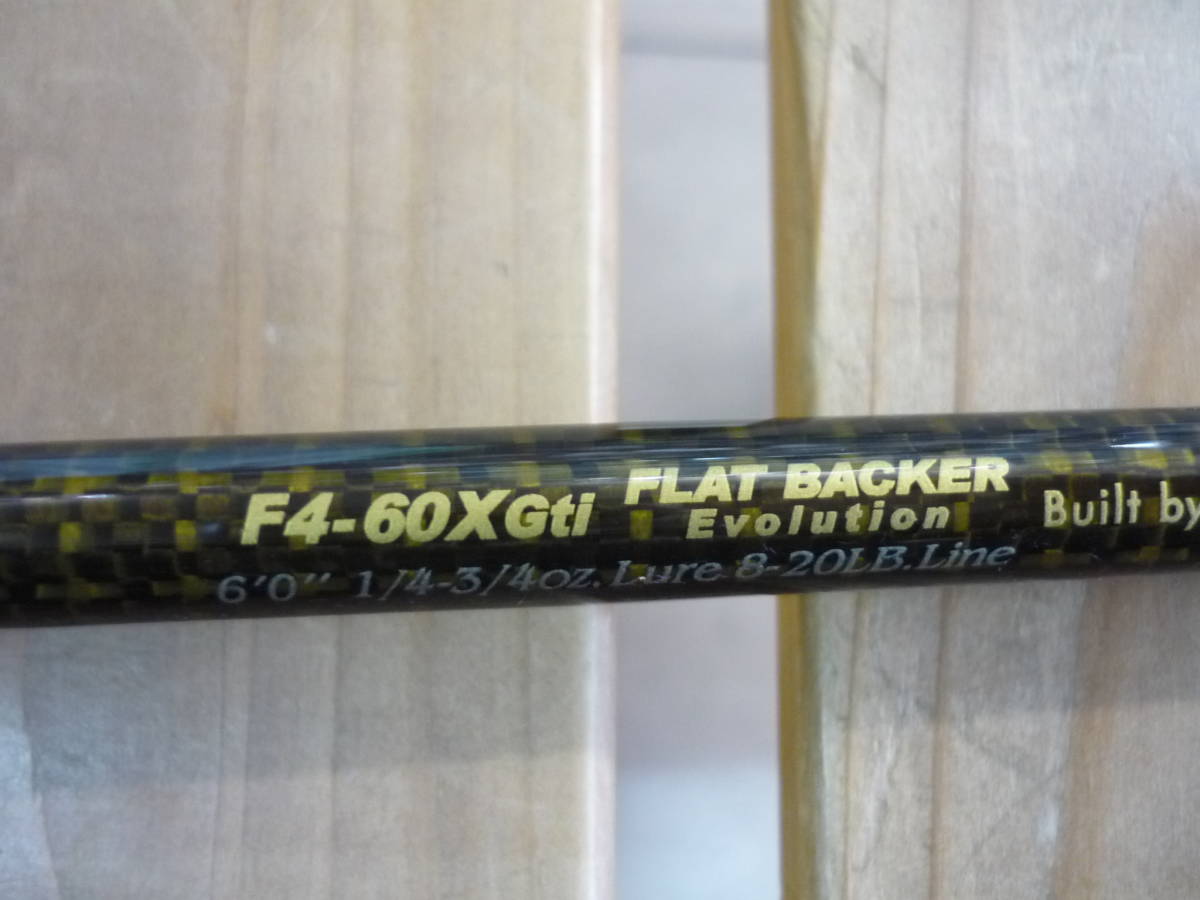 F4-60XGti FLAT BACKER
Evolution
Built by
6'0" 1/4-3/4oz. Lure 8-20LB. Line